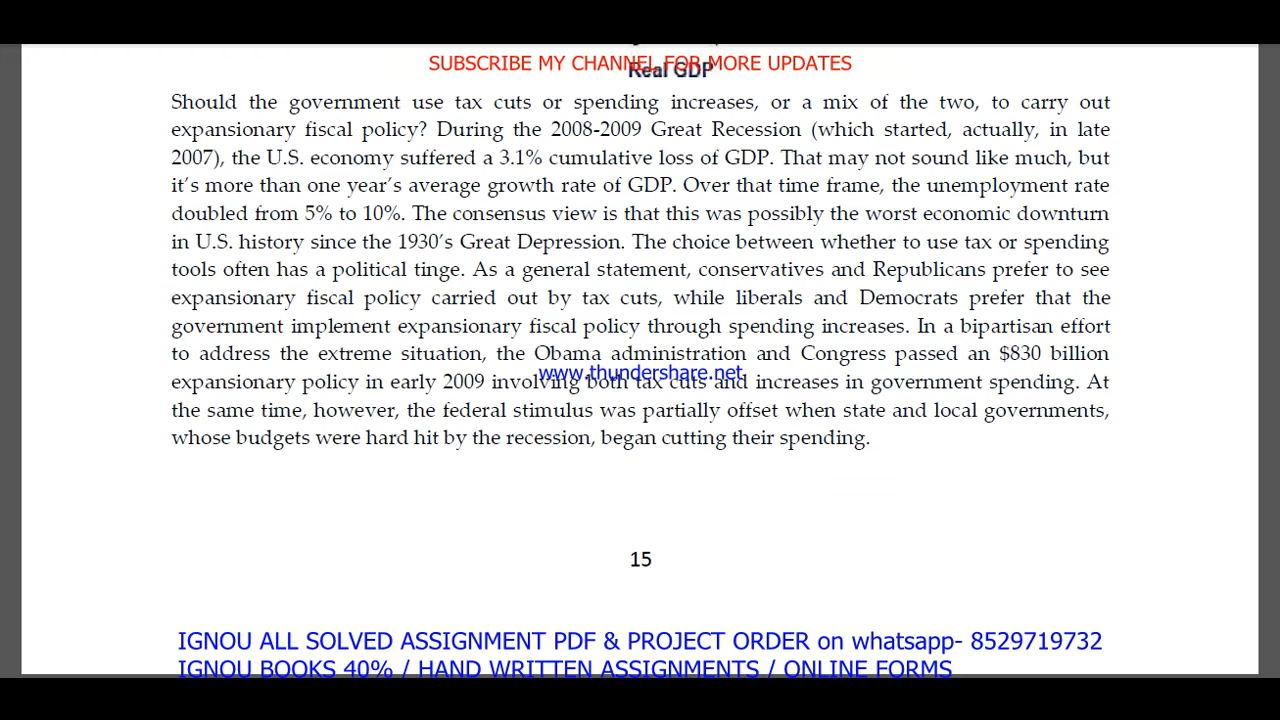 SUBSCRIBE MY CHANNEL FOR MORE UPDATES
Real GDP
Should the government use tax cuts or spending increases, or a mix of the two, to carry out
expansionary fiscal policy? During the 2008-2009 Great Recession (which started, actually, in late
2007), the U.S. economy suffered a 3.1% cumulative loss of GDP. That may not sound like much, but
it’s more than one year’s average growth rate of GDP. Over that time frame, the unemployment rate
doubled from 5% to 10%. The consensus view is that this was possibly the worst economic downturn
in U.S. history since the 1930’s Great Depression. The choice between whether to use tax or spending
tools often has a political tinge. As a general statement, conservatives and Republicans prefer to see
expansionary fiscal policy carried out by tax cuts, while liberals and Democrats prefer that the
government implement expansionary fiscal policy through spending increases. In a bipartisan effort
to address the extreme situation, the Obama administration and Congress passed an $830 billion
www.thundershare.net
expansionary policy in early 2009 involving both tax cuts and increases in government spending. At
the same time, however, the federal stimulus was partially offset when state and local governments,
whose budgets were hard hit by the recession, began cutting their spending.
15
IGNOU ALL SOLVED ASSIGNMENT PDF & PROJECT ORDER on whatsapp- 8529719732
IGNOU BOOKS 40% / HAND WRITTEN ASSIGNMENTS / ONLINE FORMS